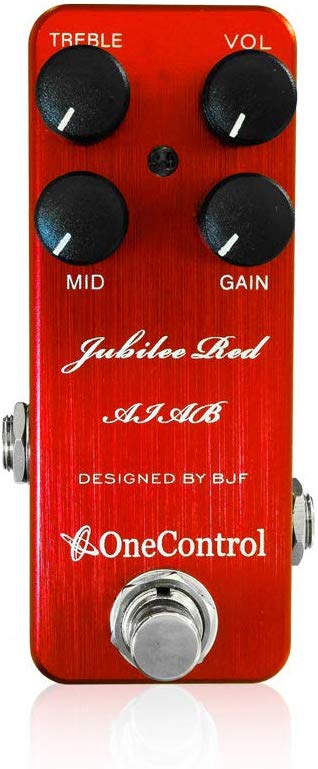 TREBLE VOL
MID GAIN
Jubilee Red
AIAB
DESIGNED BY BJF
OneControl